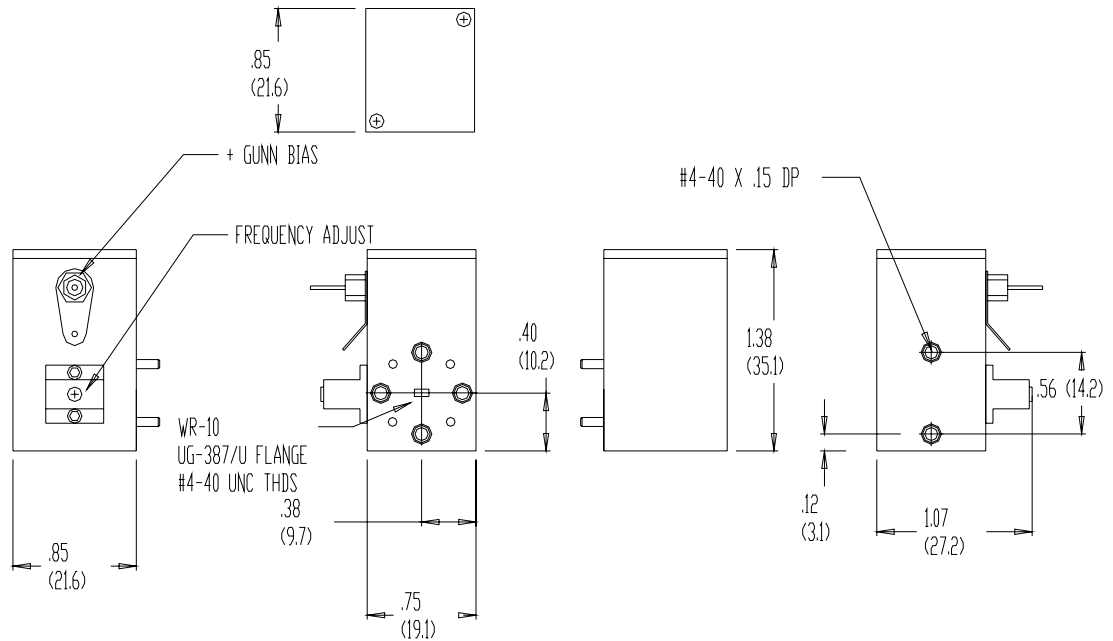 .85
(21.6)
+ GUNN BIAS
#4-40 X .15 DP
FREQUENCY ADJUST
.40
(10.2)
1.38
(35.1)
.56 (14.2)
WR-10
UG-387/U FLANGE
#4-40 UNC THDS
.38
(9.7)
.12
(3.1)
1.07
(27.2)
.85
(21.6)
.75
(19.1)